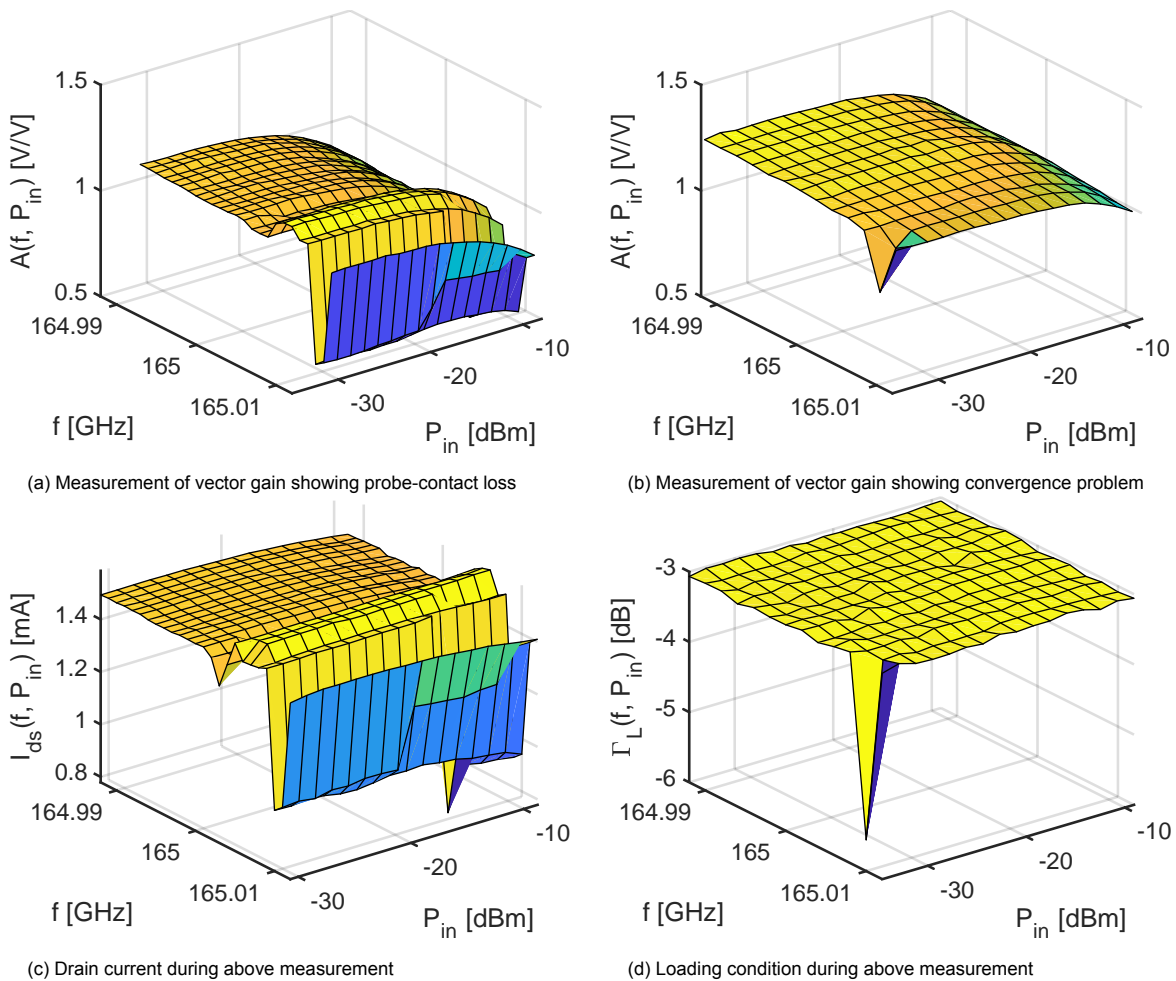 1.5
1
0.5
A(f, P_in) [V/V]
164.99
165
165.01
f [GHz]
-30
-20
-10
P_in [dBm]
(a) Measurement of vector gain showing probe-contact loss
1.5
1
0.5
A(f, P_in) [V/V]
164.99
165
165.01
f [GHz]
-30
-20
-10
P_in [dBm]
(b) Measurement of vector gain showing convergence problem
1.4
1.2
1
0.8
I_ds(f, P_in) [mA]
164.99
165
165.01
f [GHz]
-30
-20
-10
P_in [dBm]
(c) Drain current during above measurement
-3
-4
-5
-6
Γ_L(f, P_in) [dB]
164.99
165
165.01
f [GHz]
-30
-20
-10
P_in [dBm]
(d) Loading condition during above measurement